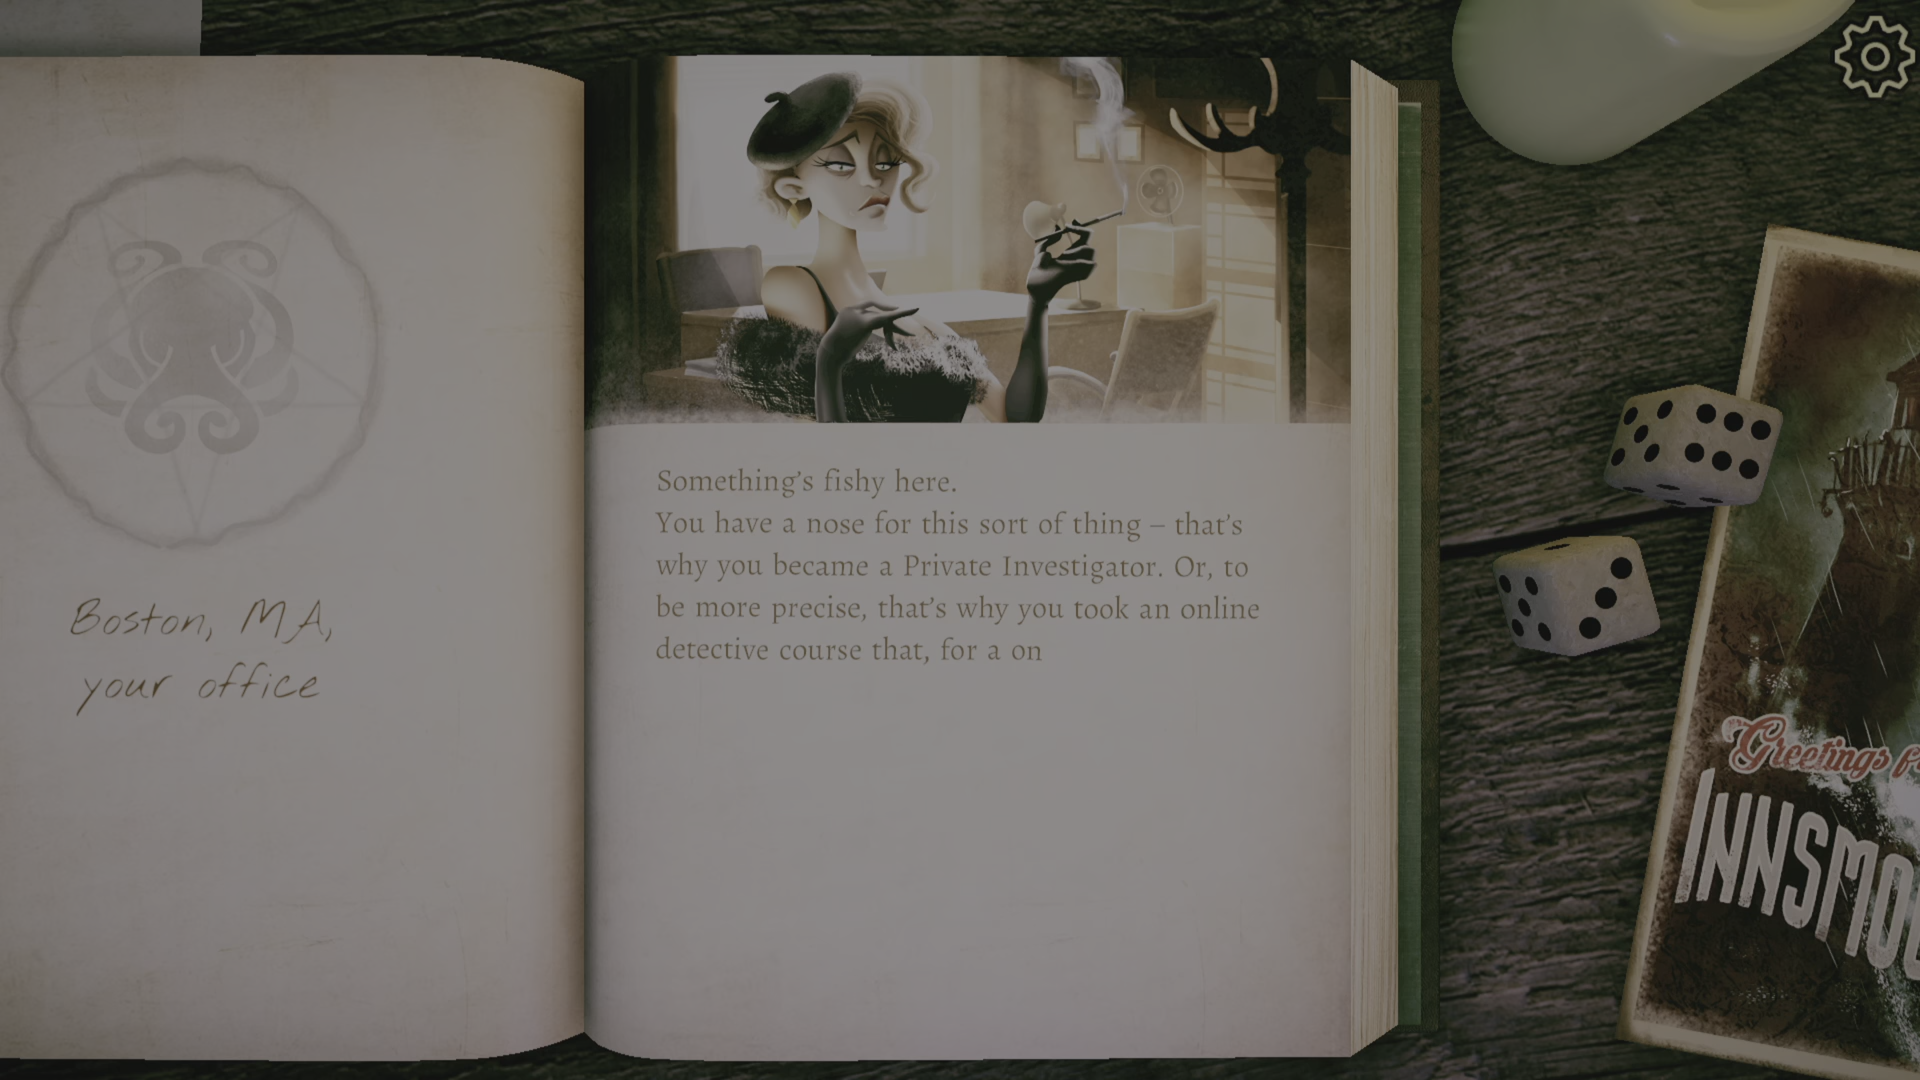 Boston, MA,
your office
Something's fishy here.
You have a nose for this sort of thing – that's
why you became a Private Investigator. Or, to
be more precise, that's why you took an online
detective course that, for a on
Greetings f
INNSMO